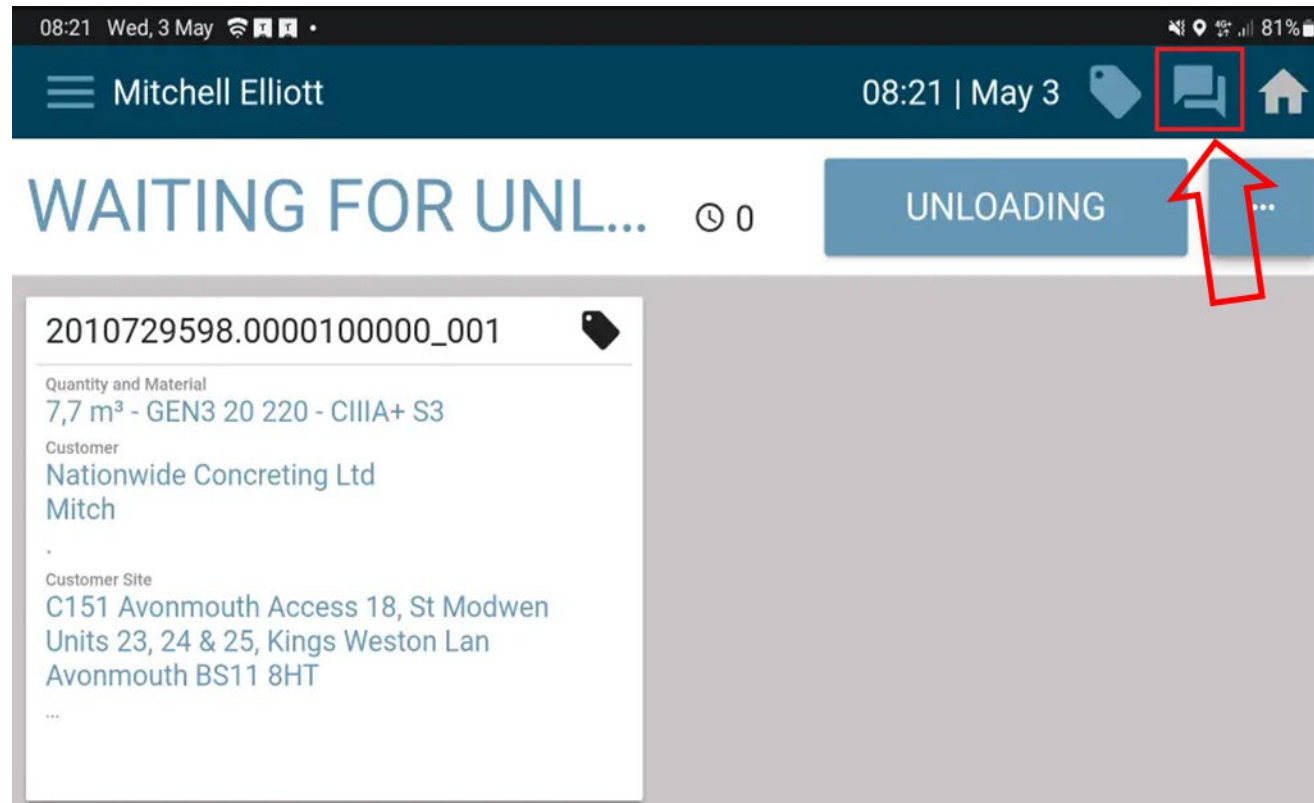 08:21 Wed, 3 May
81%
Mitchell Elliott
08:21 | May 3
WAITING FOR UNL...
0
UNLOADING
...
2010729598.0000100000_001
Quantity and Material
7,7 m³ - GEN3 20 220 - CIIIA+ S3
Customer
Nationwide Concreting Ltd
Mitch
.
Customer Site
C151 Avonmouth Access 18, St Modwen
Units 23, 24 & 25, Kings Weston Lan
Avonmouth BS11 8HT
...